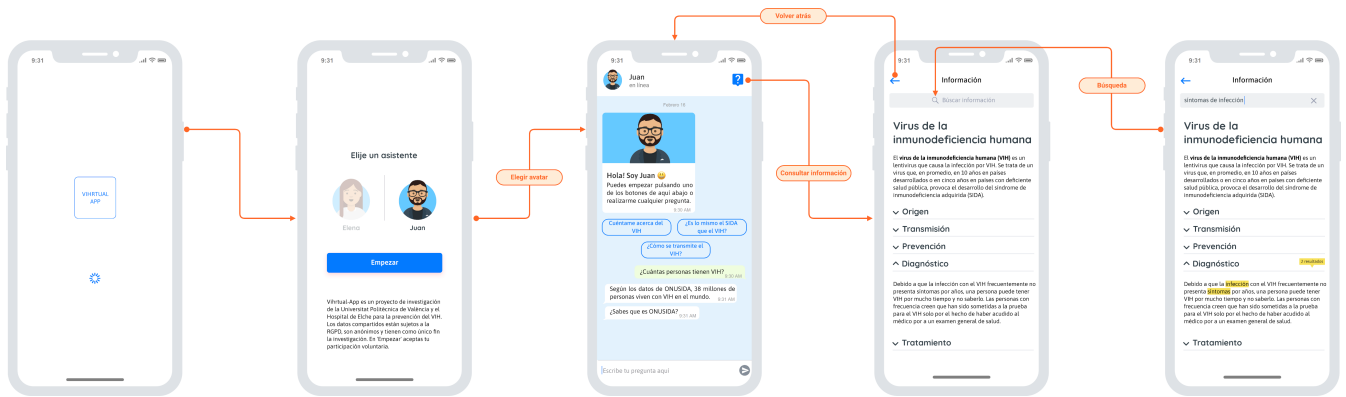 9:31
VIHRTUAL
APP
9:31
Elije un asistente
Elena
Juan
Empezar
VIHrtual-App es un proyecto de investigación
de la Universitat Politècnica de València y el
Hospital de Elche para la prevención del VIH.
Los datos compartidos están sujetos a la
RGPD, son anónimos y tienen como único fin
la investigación. En 'Empezar' aceptas tu
participación voluntaria.
Elegir avatar
9:31
Juan
en línea
Febrero 18
Hola! Soy Juan 😀
Puedes empezar pulsando uno
de los botones de aquí abajo o
realizarme cualquier pregunta.
9:30 AM
Cuéntame acerca del
VIH
¿Es lo mismo el SIDA
que el VIH?
¿Cómo se transmite el
VIH?
¿Cuántas personas tienen VIH?
9:30 AM
Según los datos de ONUSIDA, 38 millones de
personas viven con VIH en el mundo.
9:31 AM
¿Sabes que es ONUSIDA?
9:31 AM
Escribe tu pregunta aquí
Volver atrás
Consultar información
9:31
Información
Buscar información
Virus de la
inmunodeficiencia humana
El virus de la inmunodeficiencia humana (VIH) es un
lentivirus que causa la infección por VIH. Se trata de un
virus que, en promedio, en 10 años en países
desarrollados o en cinco años en países con deficiente
salud pública, provoca el desarrollo del síndrome de
inmunodeficiencia adquirida (SIDA).
Origen
Transmisión
Prevención
Diagnóstico
Debido a que la infección con el VIH frecuentemente no
presenta síntomas por años, una persona puede tener
VIH por mucho tiempo y no saberlo. Las personas con
frecuencia creen que han sido sometidas a la prueba
para el VIH solo por el hecho de haber acudido al
médico por a un examen general de salud.
Tratamiento
Búsqueda
9:31
Información
síntomas de infección
Virus de la
inmunodeficiencia humana
El virus de la inmunodeficiencia humana (VIH) es un
lentivirus que causa la infección por VIH. Se trata de un
virus que, en promedio, en 10 años en países
desarrollados o en cinco años en países con deficiente
salud pública, provoca el desarrollo del síndrome de
inmunodeficiencia adquirida (SIDA).
Origen
Transmisión
Prevención
Diagnóstico
2 resultados
Debido a que la infección con el VIH frecuentemente no
presenta síntomas por años, una persona puede tener
VIH por mucho tiempo y no saberlo. Las personas con
frecuencia creen que han sido sometidas a la prueba
para el VIH solo por el hecho de haber acudido al
médico por a un examen general de salud.
Tratamiento